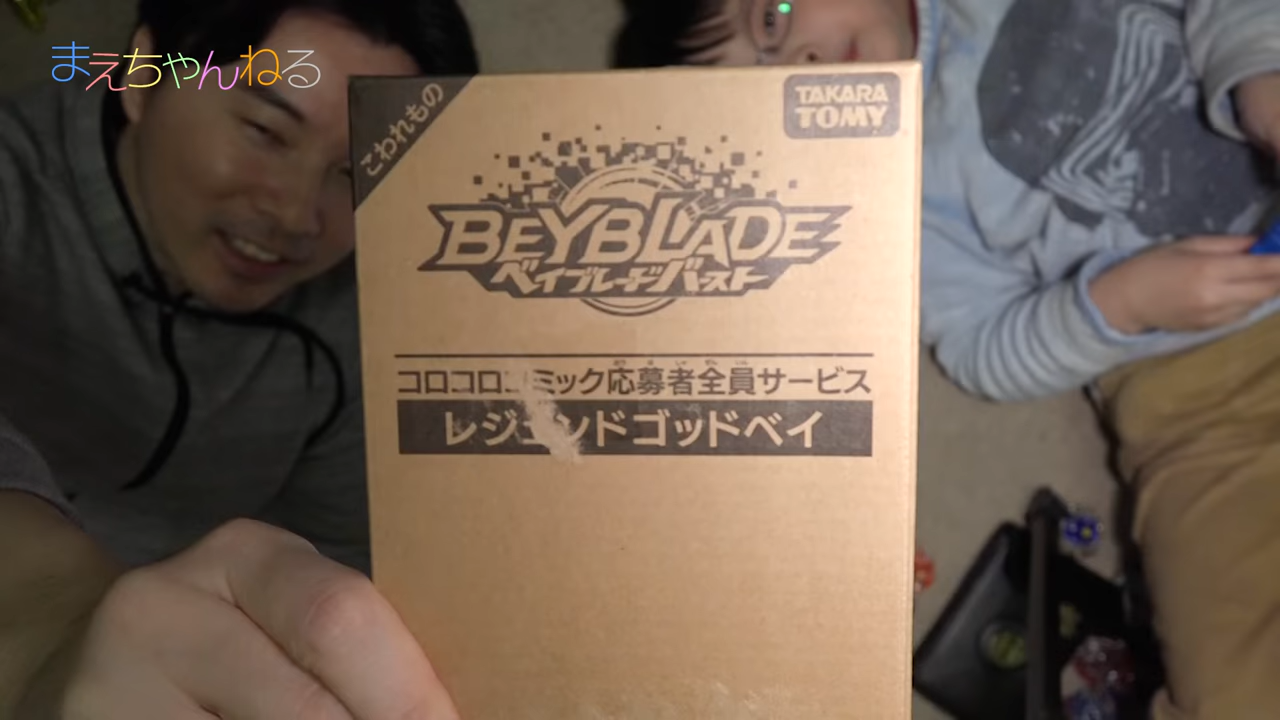 まえちゃんねる
こわれもの
TAKARA
TOMY
BEYBLADE
ベイブレードバースト
コロコロコミック応募者全員サービス
レジェンドゴッドベイ